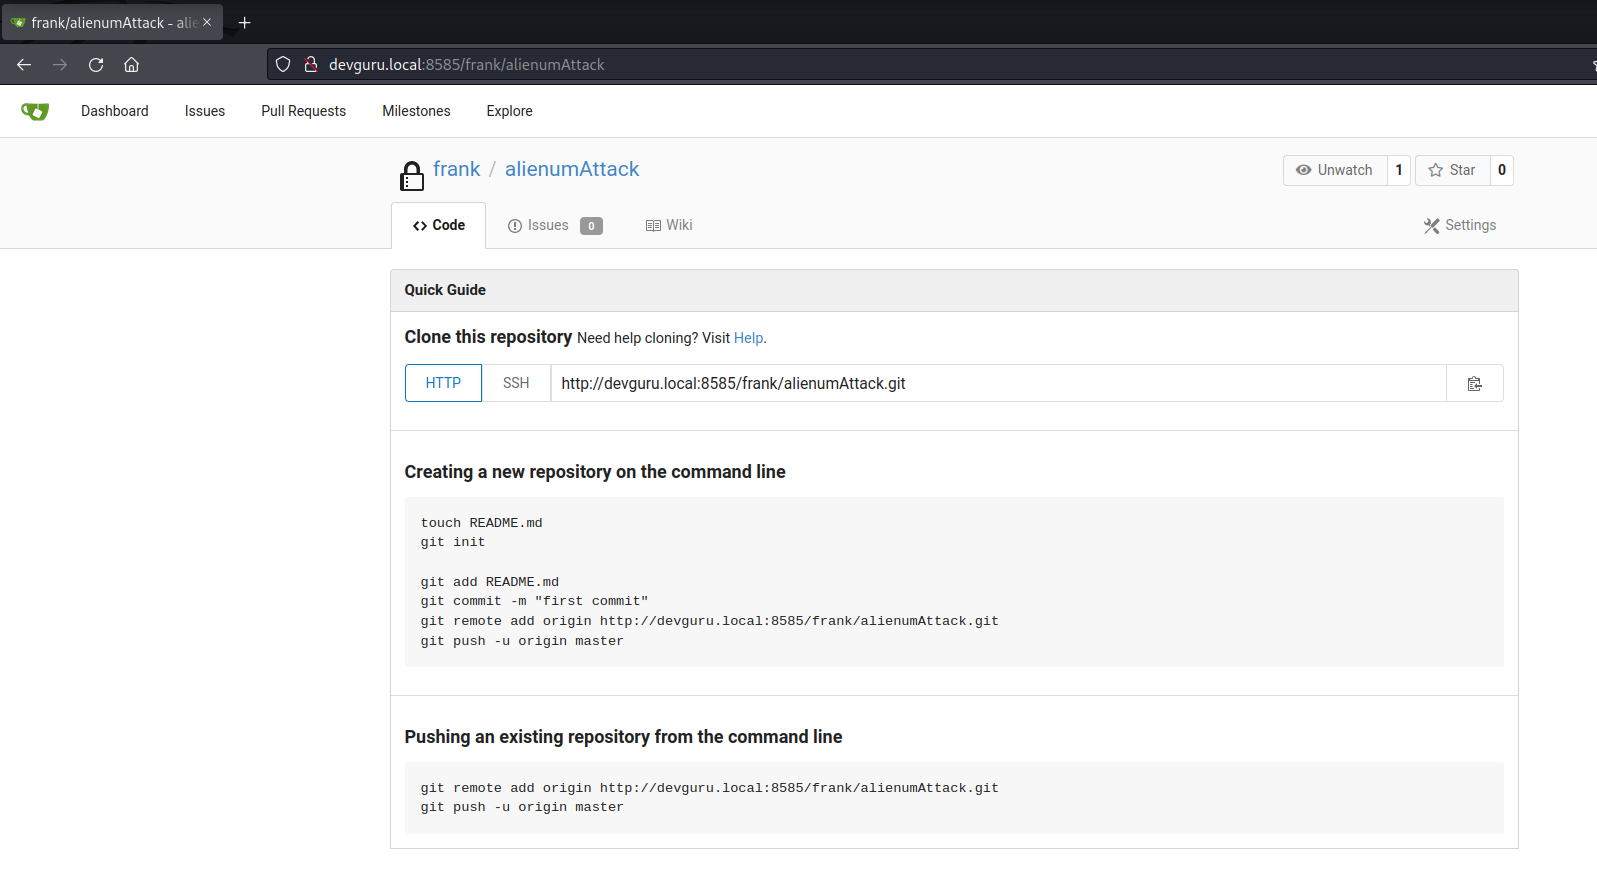 frank/alienumAttack - alie
devguru.local:8585/frank/alienumAttack
Dashboard Issues Pull Requests Milestones Explore
frank / alienumAttack
Unwatch 1 Star 0
Code Issues 0 Wiki Settings
Quick Guide
Clone this repository Need help cloning? Visit Help.
HTTP SSH http://devguru.local:8585/frank/alienumAttack.git
Creating a new repository on the command line
touch README.md
git init
git add README.md
git commit -m "first commit"
git remote add origin http://devguru.local:8585/frank/alienumAttack.git
git push -u origin master
Pushing an existing repository from the command line
git remote add origin http://devguru.local:8585/frank/alienumAttack.git
git push -u origin master